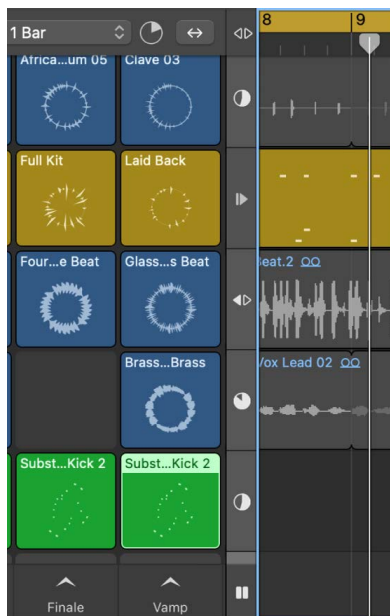 1 Bar
8 9
Africa...um 05 Clave 03
Full Kit Laid Back
Four...e Beat Glass...s Beat
Beat.2
Brass...Brass
Vox Lead 02
Subst...Kick 2 Subst...Kick 2
Finale Vamp